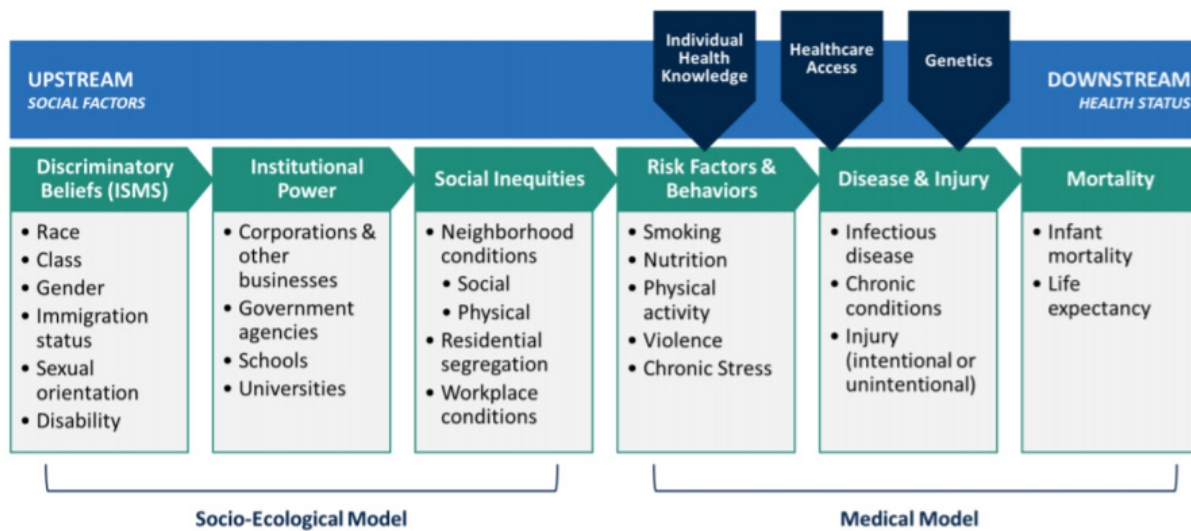 Individual
Health
Knowledge
Healthcare
Access
Genetics
UPSTREAM
SOCIAL FACTORS
DOWNSTREAM
HEALTH STATUS
Discriminatory
Beliefs (ISMS)
• Race
• Class
• Gender
• Immigration
status
• Sexual
orientation
• Disability
Institutional
Power
• Corporations &
other
businesses
• Government
agencies
• Schools
• Universities
Social Inequities
• Neighborhood
conditions
• Social
• Physical
• Residential
segregation
• Workplace
conditions
Risk Factors &
Behaviors
• Smoking
• Nutrition
• Physical
activity
• Violence
• Chronic Stress
Disease & Injury
• Infectious
disease
• Chronic
conditions
• Injury
(intentional or
unintentional)
Mortality
• Infant
mortality
• Life
expectancy
Socio-Ecological Model
Medical Model